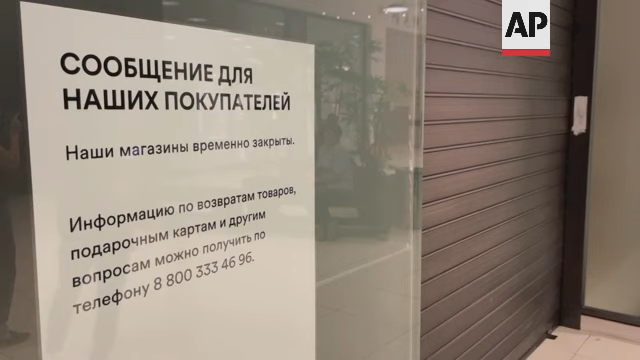 AP
СООБЩЕНИЕ ДЛЯ
НАШИХ ПОКУПАТЕЛЕЙ
Наши магазины временно закрыты.
Информацию по возвратам товаров,
подарочным картам и другим
вопросам можно получить по
телефону 8 800 333 46 96.